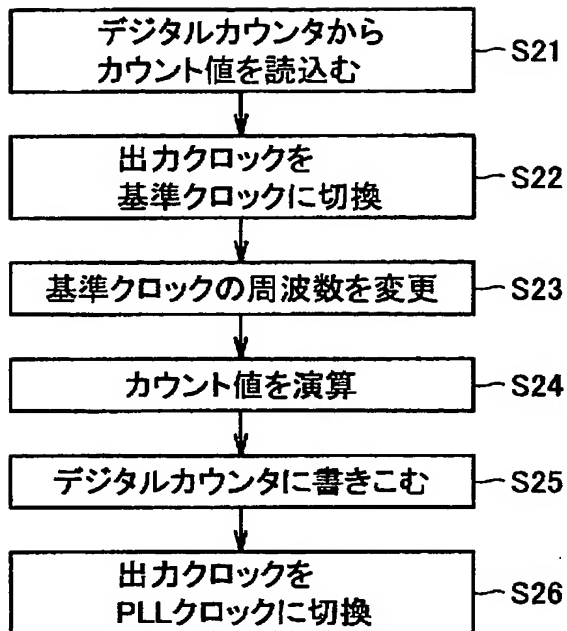 デジタルカウンタから
カウント値を読込む
S21
出力クロックを
基準クロックに切換
S22
基準クロックの周波数を変更
S23
カウント値を演算
S24
デジタルカウンタに書きこむ
S25
出力クロックを
PLLクロックに切換
S26